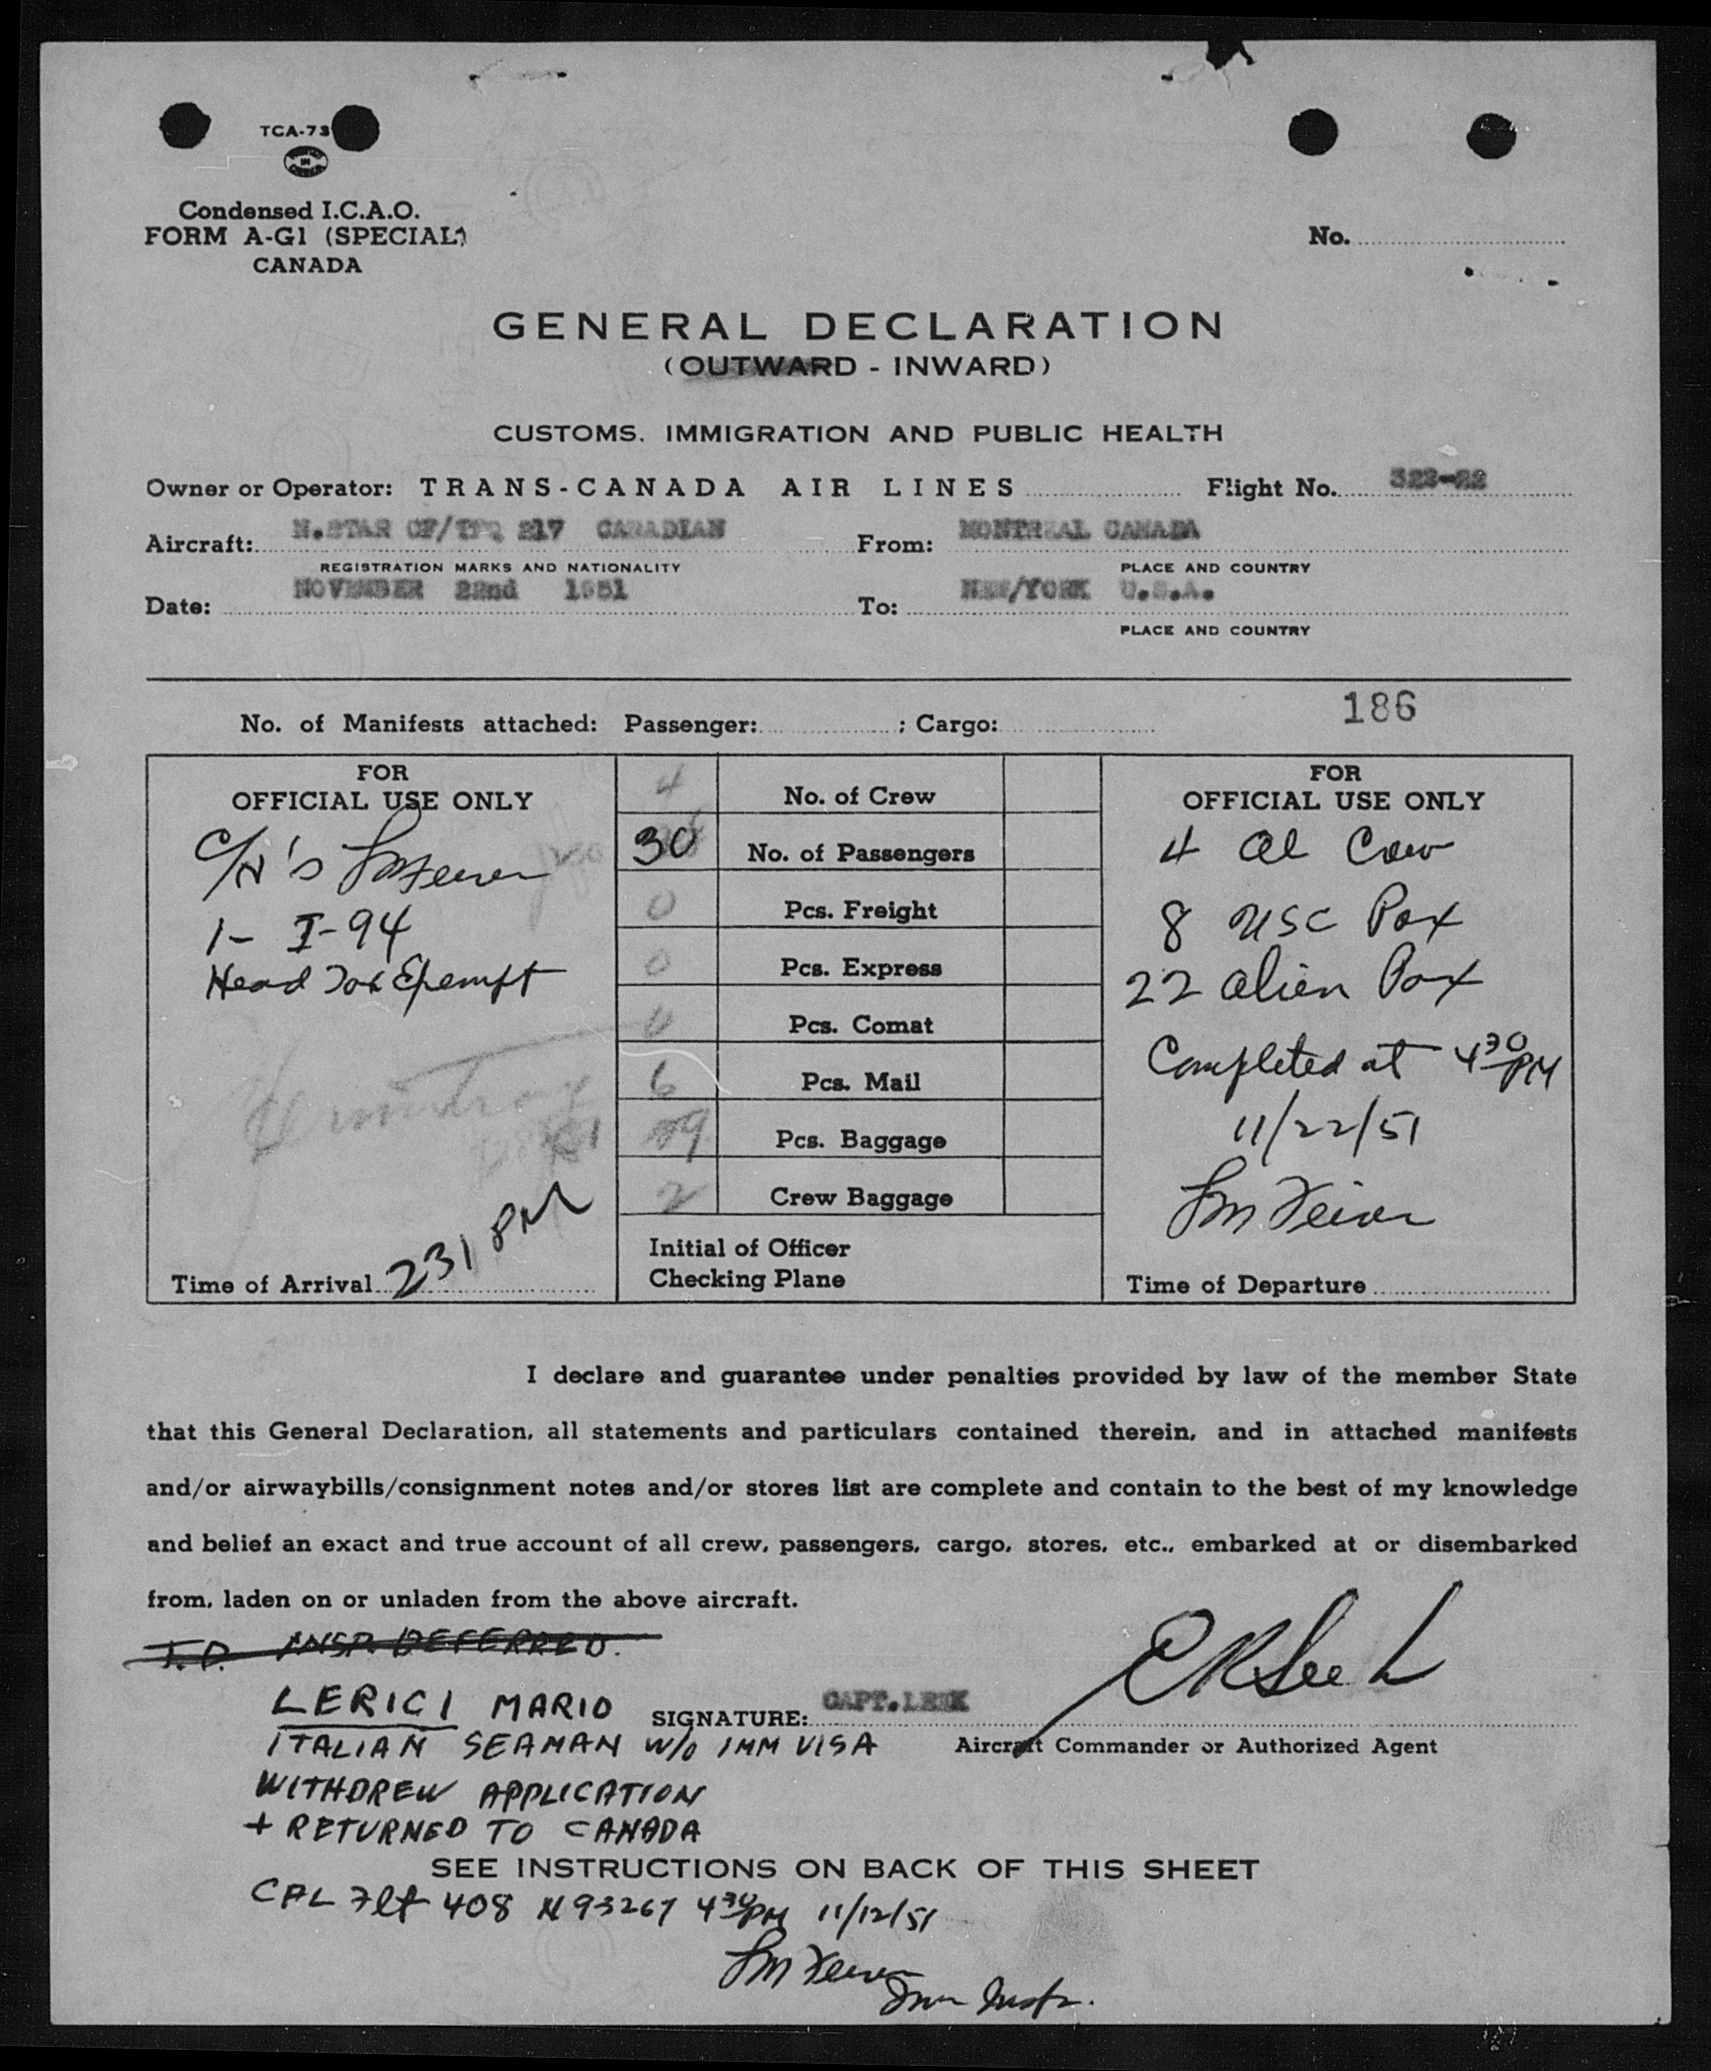 TCA-73
Condensed I.C.A.O.
FORM A-G1 (SPECIAL)
CANADA
No.
GENERAL DECLARATION
(OUTWARD - INWARD)
CUSTOMS, IMMIGRATION AND PUBLIC HEALTH
Owner or Operator: TRANS-CANADA AIR LINES Flight No. 323-22
Aircraft: N.STAR CF/TFQ 217 CANADIAN From: MONTREAL CANADA
REGISTRATION MARKS AND NATIONALITY PLACE AND COUNTRY
Date: NOVEMBER 22nd 1951 To: NEW/YORK U.S.A.
PLACE AND COUNTRY
186
No. of Manifests attached: Passenger: ; Cargo:
FOR
OFFICIAL USE ONLY
C/H's
1- I-94
Head Tax Exempt
231 PM
Time of Arrival
4 No. of Crew
30 No. of Passengers
0 Pcs. Freight
0 Pcs. Express
0 Pcs. Comat
6 Pcs. Mail
Pcs. Baggage
2 Crew Baggage
Initial of Officer
Checking Plane
FOR
OFFICIAL USE ONLY
4 al Crew
8 USC Pax
22 alien Pax
Completed at 4 30 PM
11/22/51
Time of Departure
I declare and guarantee under penalties provided by law of the member State
that this General Declaration, all statements and particulars contained therein, and in attached manifests
and/or airwaybills/consignment notes and/or stores list are complete and contain to the best of my knowledge
and belief an exact and true account of all crew, passengers, cargo, stores, etc., embarked at or disembarked
from, laden on or unladen from the above aircraft.
I.P. INSP. DEFERRED.
LERICI MARIO SIGNATURE: CAPT.LEEK
ITALIAN SEAMAN W/O IMM VISA Aircraft Commander or Authorized Agent
WITHDREW APPLICATION
+ RETURNED TO CANADA
SEE INSTRUCTIONS ON BACK OF THIS SHEET
CAL Flt 408 N93267 4 30 PM 11/12/51
Imm Insp.